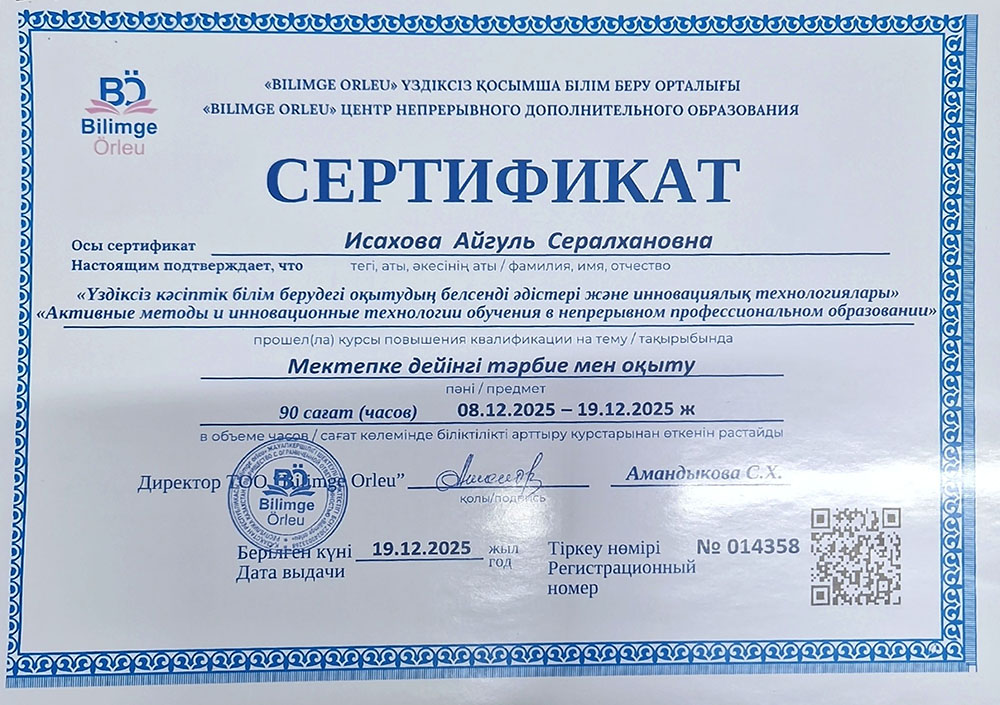 BÖ
Bilimge
Örleu
«BILIMGE ORLEU» ҮЗДІКСІЗ ҚОСЫМША БІЛІМ БЕРУ ОРТАЛЫҒЫ
«BILIMGE ORLEU» ЦЕНТР НЕПРЕРЫВНОГО ДОПОЛНИТЕЛЬНОГО ОБРАЗОВАНИЯ
СЕРТИФИКАТ
Осы сертификат Исахова Айгуль Сералхановна
Настоящим подтверждает, что тегі, аты, әкесінің аты / фамилия, имя, отчество
«Үздіксіз кәсіптік білім берудегі оқытудың белсенді әдістері және инновациялық технологиялары»
«Активные методы и инновационные технологии обучения в непрерывном профессиональном образовании»
прошел(ла) курсы повышения квалификации на тему / тақырыбында
Мектепке дейінгі тәрбие мен оқыту
пәні / предмет
90 сағат (часов) 08.12.2025 – 19.12.2025 ж
в объеме часов / сағат көлемінде біліктілікті арттыру курстарынан өткенін растайды
Директор ТОО "Bilimge Orleu” Амандыкова С.Х.
қолы/подпись
BÖ
Bilimge
Örleu
Берілген күні 19.12.2025 жыл Тіркеу нөмірі № 014358
Дата выдачи год Регистрационный
номер